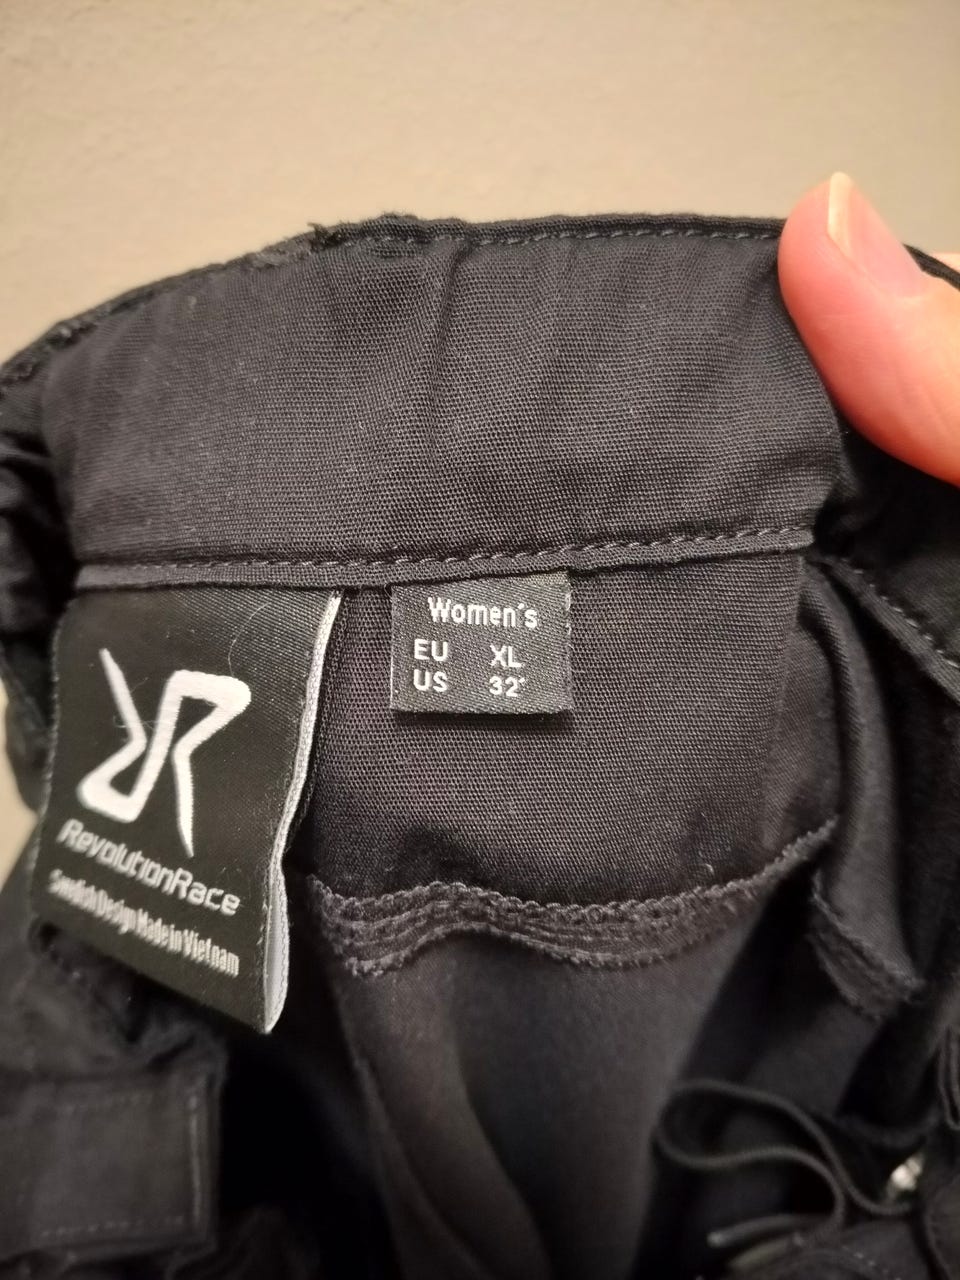 Women´s
EU XL
US 32"
RevolutionRace
Swedish Design Made in Vietnam